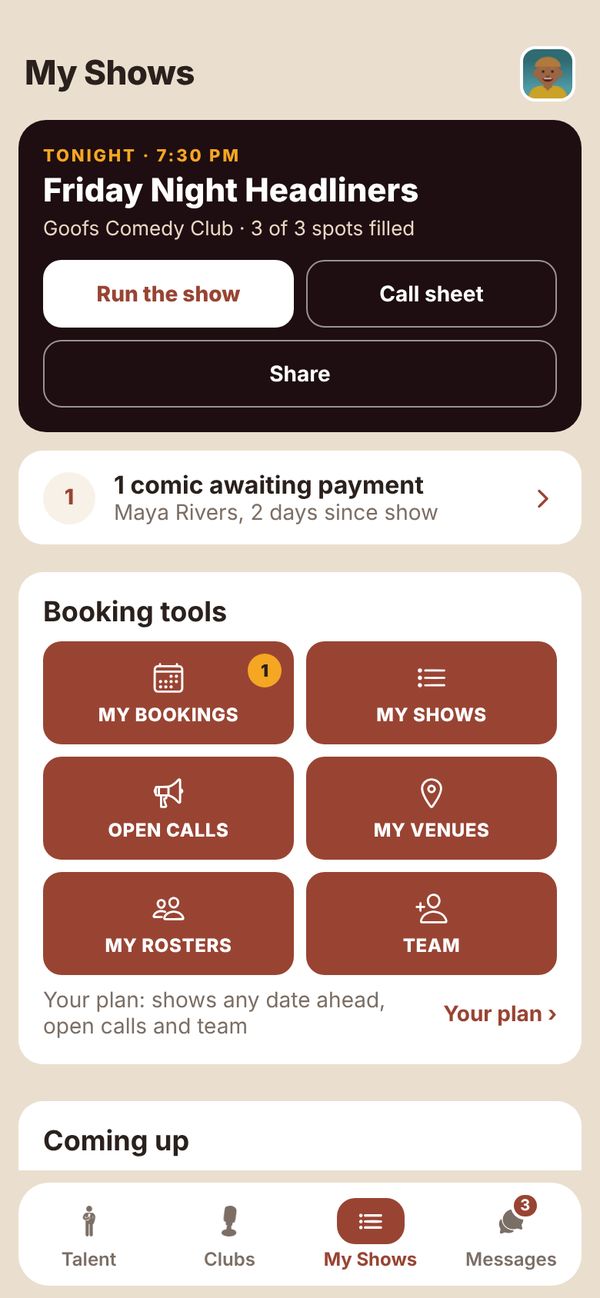 My Shows
TONIGHT · 7:30 PM
Friday Night Headliners
Goofs Comedy Club · 3 of 3 spots filled
Run the show
Call sheet
Share
1
1 comic awaiting payment
Maya Rivers, 2 days since show
Booking tools
1
MY BOOKINGS
MY SHOWS
OPEN CALLS
MY VENUES
MY ROSTERS
TEAM
Your plan: shows any date ahead,
open calls and team
Your plan ›
Coming up
3
Talent
Clubs
My Shows
Messages